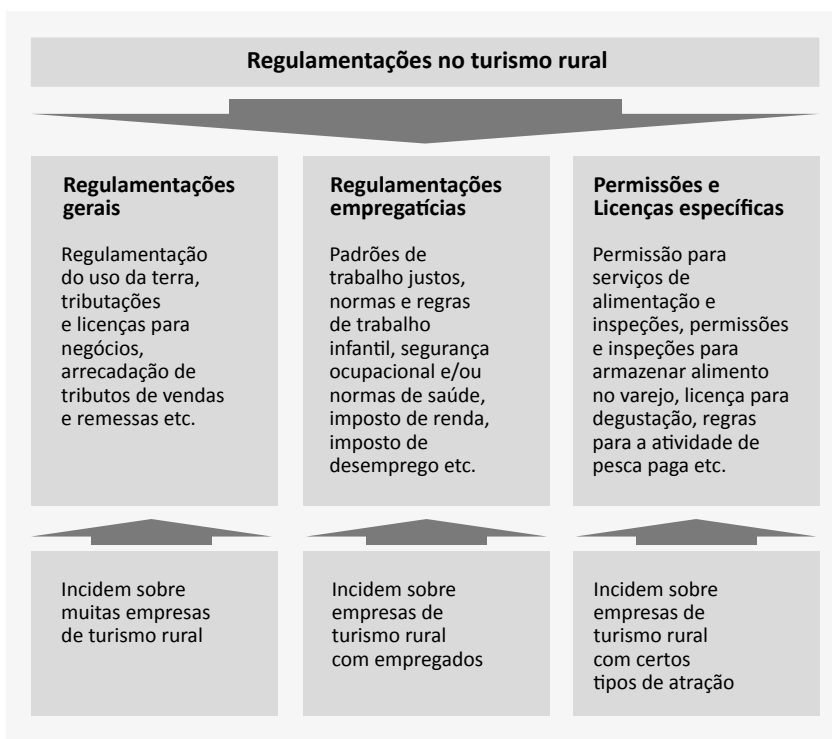 Regulamentações no turismo rural
Regulamentações
gerais
Regulamentação
do uso da terra,
tributações
e licenças para
negócios,
arrecadação de
tributos de vendas
e remessas etc.
Regulamentações
empregatícias
Padrões de
trabalho justos,
normas e regras
de trabalho
infantil, segurança
ocupacional e/ou
normas de saúde,
imposto de renda,
imposto de
desemprego etc.
Permissões e
Licenças específicas
Permissão para
serviços de
alimentação e
inspeções, permissões
e inspeções para
armazenar alimento
no varejo, licença para
degustação, regras
para a atividade de
pesca paga etc.
Incidem sobre
muitas empresas
de turismo rural
Incidem sobre
empresas de
turismo rural
com empregados
Incidem sobre
empresas de
turismo rural
com certos
tipos de atração